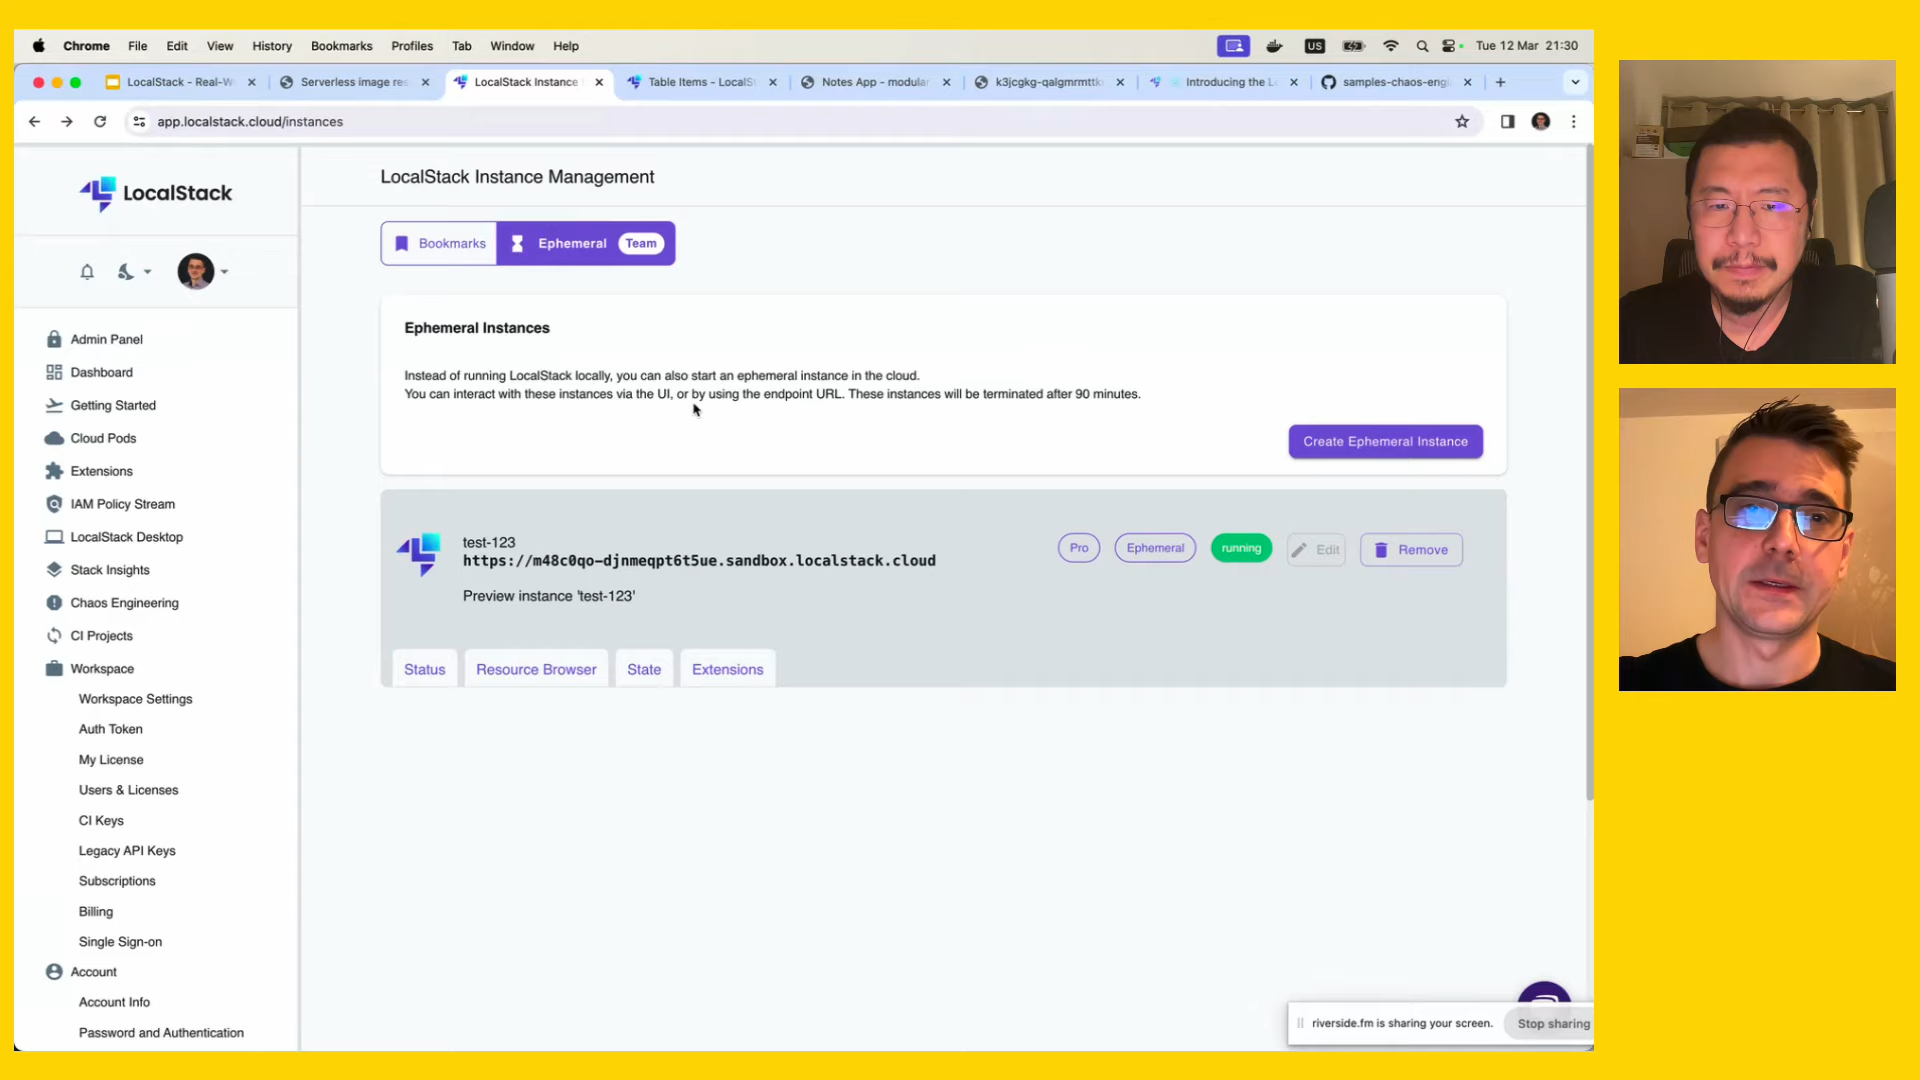 Chrome File Edit View History Bookmarks Profiles Tab Window Help US Tue 12 Mar 21:30
LocalStack - Real-W Serverless image res LocalStack Instance Table Items - LocalSt Notes App - modular k3jcgkg-qalgmrmttk Introducing the Lo samples-chaos-engi
app.localstack.cloud/instances
LocalStack
LocalStack Instance Management
Bookmarks Ephemeral Team
Admin Panel
Dashboard
Getting Started
Cloud Pods
Extensions
IAM Policy Stream
LocalStack Desktop
Stack Insights
Chaos Engineering
CI Projects
Workspace
Workspace Settings
Auth Token
My License
Users & Licenses
CI Keys
Legacy API Keys
Subscriptions
Billing
Single Sign-on
Account
Account Info
Password and Authentication
Ephemeral Instances
Instead of running LocalStack locally, you can also start an ephemeral instance in the cloud.
You can interact with these instances via the UI, or by using the endpoint URL. These instances will be terminated after 90 minutes.
Create Ephemeral Instance
test-123
https://m48c0qo-djnmeqpt6t5ue.sandbox.localstack.cloud
Pro Ephemeral running Edit Remove
Preview instance 'test-123'
Status Resource Browser State Extensions
riverside.fm is sharing your screen. Stop sharing